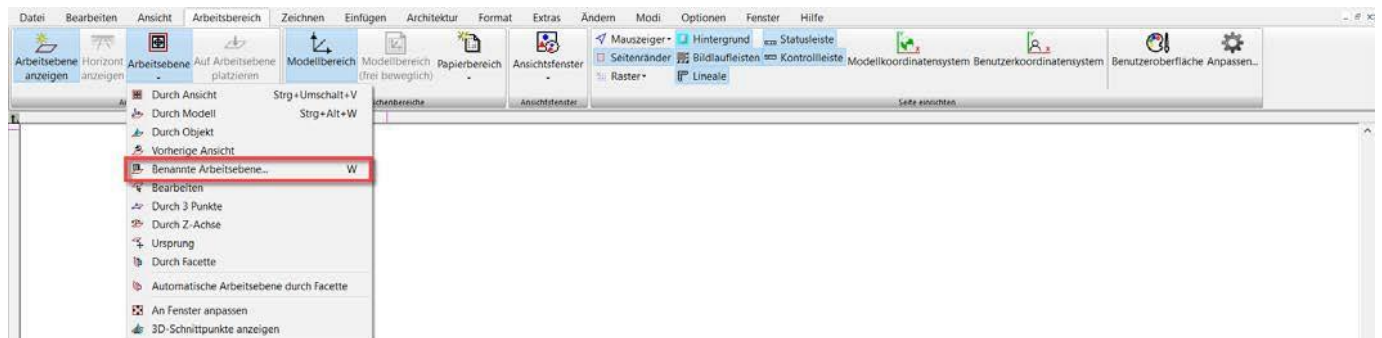 Datei Bearbeiten Ansicht Arbeitsbereich Zeichnen Einfügen Architektur Format Extras Ändern Modi Optionen Fenster Hilfe
Arbeitsebene anzeigen
Horizont anzeigen
Arbeitsebene
Auf Arbeitsebene platzieren
Modellbereich
Modellbereich (frei beweglich)
Papierbereich
Ansichtsfenster
Mauszeiger
Hintergrund
Statusleiste
Seitenränder
Bildlaufleisten
Kontrollleiste
Raster
Lineale
Modellkoordinatensystem
Benutzerkoordinatensystem
Benutzeroberfläche
Anpassen...
Ansichtsfenster
Seite einrichten
Durch Ansicht Strg+Umschalt+V
Durch Modell Strg+Alt+W
Durch Objekt
Vorherige Ansicht
Benannte Arbeitsebene... W
Bearbeiten
Durch 3 Punkte
Durch Z-Achse
Ursprung
Durch Facette
Automatische Arbeitsebene durch Facette
An Fenster anpassen
3D-Schnittpunkte anzeigen